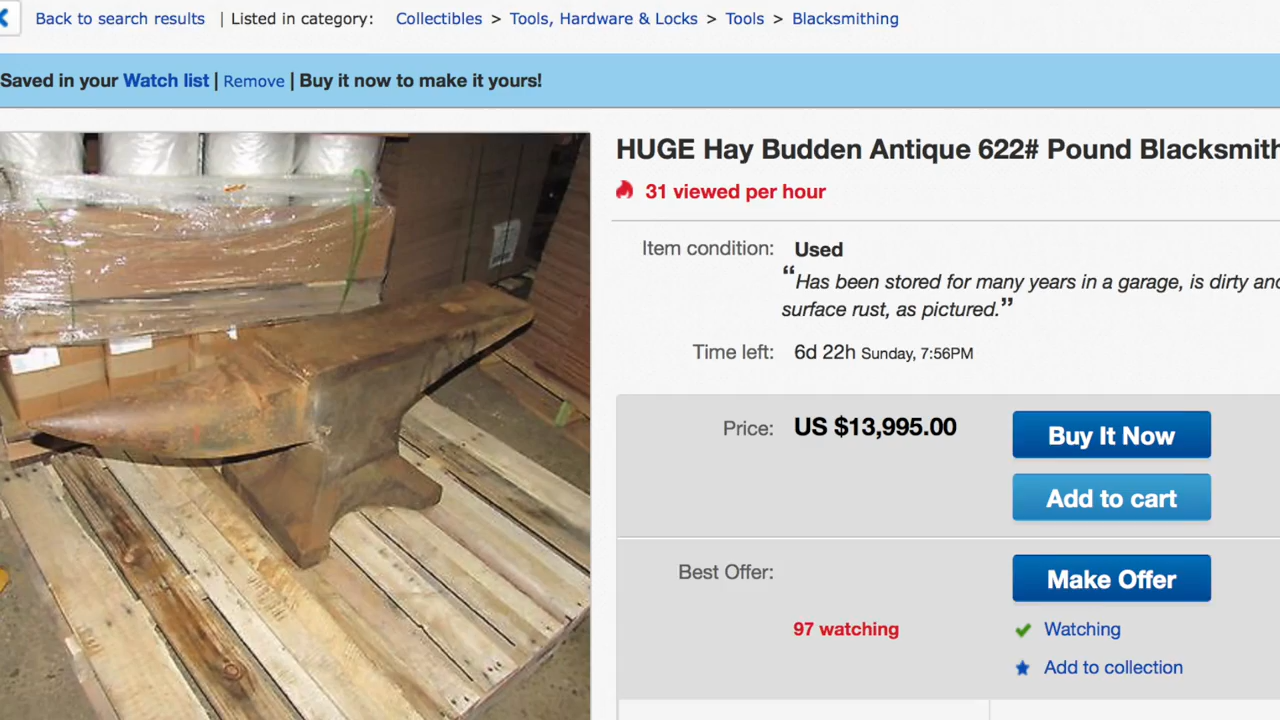 Back to search results | Listed in category: Collectibles > Tools, Hardware & Locks > Tools > Blacksmithing
Saved in your Watch list | Remove | Buy it now to make it yours!
HUGE Hay Budden Antique 622# Pound Blacksmith
31 viewed per hour
Item condition: Used
“Has been stored for many years in a garage, is dirty and
surface rust, as pictured.”
Time left: 6d 22h Sunday, 7:56PM
Price: US $13,995.00
Buy It Now
Add to cart
Best Offer:
Make Offer
97 watching
Watching
Add to collection